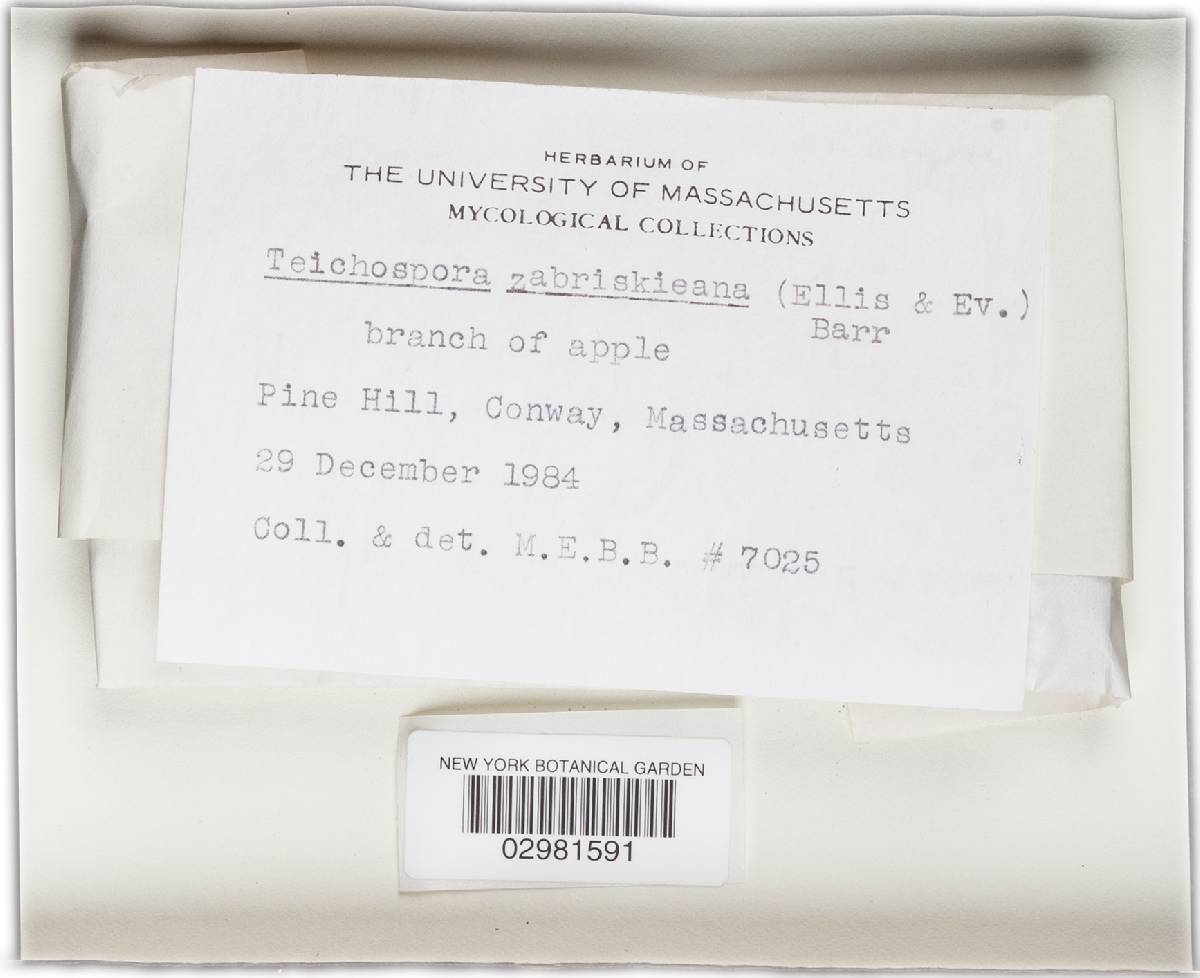 HERBARIUM OF
THE UNIVERSITY OF MASSACHUSETTS
MYCOLOGICAL COLLECTIONS
Teichospora zabriskieana (Ellis & Ev.)
Barr
branch of apple
Pine Hill, Conway, Massachusetts
29 December 1984
Coll. & det. M.E.B.B. # 7025
NEW YORK BOTANICAL GARDEN
02981591